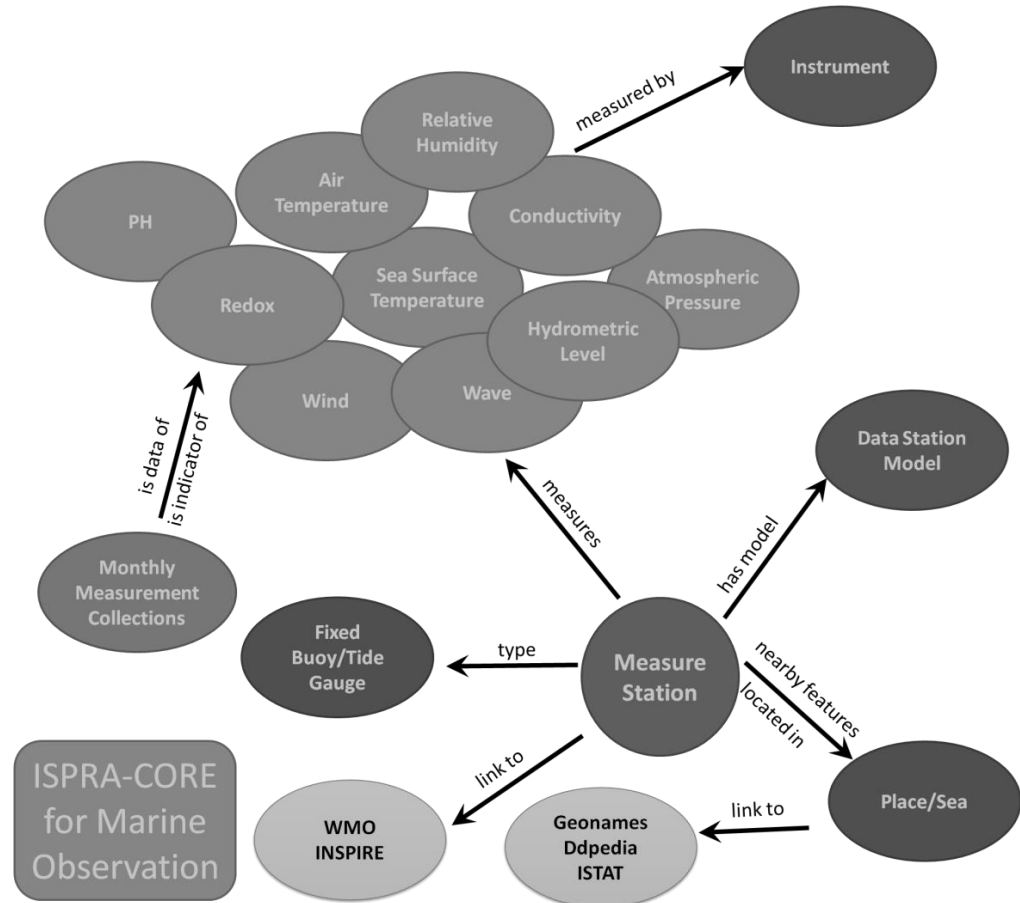 Instrument
measured by
Relative
Humidity
Air
Temperature
PH
Conductivity
Sea Surface
Temperature
Atmospheric
Pressure
Redox
Hydrometric
Level
Wind
Wave
is data of
is indicator of
Data Station
Model
measures
has model
Monthly
Measurement
Collections
Fixed
Buoy/Tide
Gauge
type
Measure
Station
nearby features
located in
ISPRA-CORE
for Marine
Observation
link to
WMO
INSPIRE
Geonames
Ddpedia
ISTAT
link to
Place/Sea